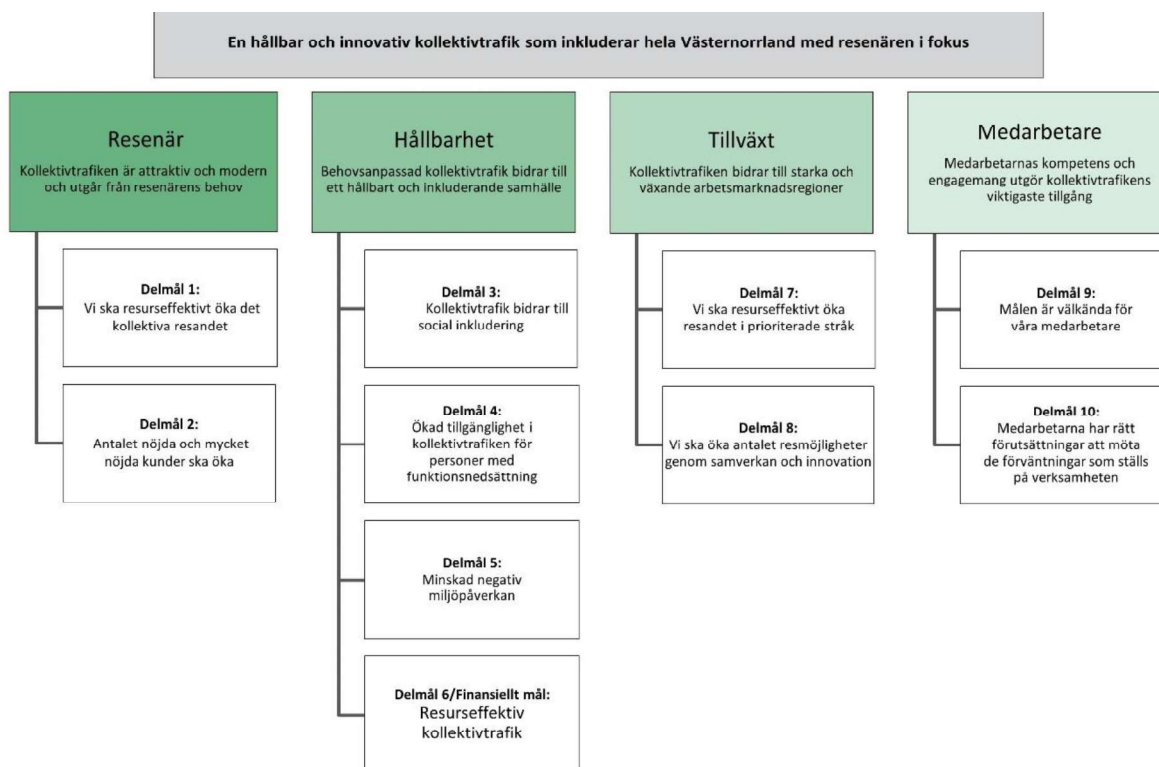 En hållbar och innovativ kollektivtrafik som inkluderar hela Västernorrland med resenären i fokus
Resenär
Kollektivtrafiken är attraktiv och modern
och utgår från resenärens behov
Delmål 1:
Vi ska resurseffektivt öka det
kollektiva resandet
Delmål 2:
Antalet nöjda och mycket
nöjda kunder ska öka
Hållbarhet
Behovsanpassad kollektivtrafik bidrar till
ett hållbart och inkluderande samhälle
Delmål 3:
Kollektivtrafik bidrar till
social inkludering
Delmål 4:
Ökad tillgänglighet i
kollektivtrafiken för
personer med
funktionsnedsättning
Delmål 5:
Minskad negativ
miljöpåverkan
Delmål 6/Finansiellt mål:
Resurseffektiv
kollektivtrafik
Tillväxt
Kollektivtrafiken bidrar till starka och
växande arbetsmarknadsregioner
Delmål 7:
Vi ska resurseffektivt öka
resandet i prioriterade stråk
Delmål 8:
Vi ska öka antalet resmöjligheter
genom samverkan och innovation
Medarbetare
Medarbetarnas kompetens och
engagemang utgör kollektivtrafikens
viktigaste tillgång
Delmål 9:
Målen är välkända för
våra medarbetare
Delmål 10:
Medarbetarna har rätt
förutsättningar att möta
de förväntningar som ställs
på verksamheten